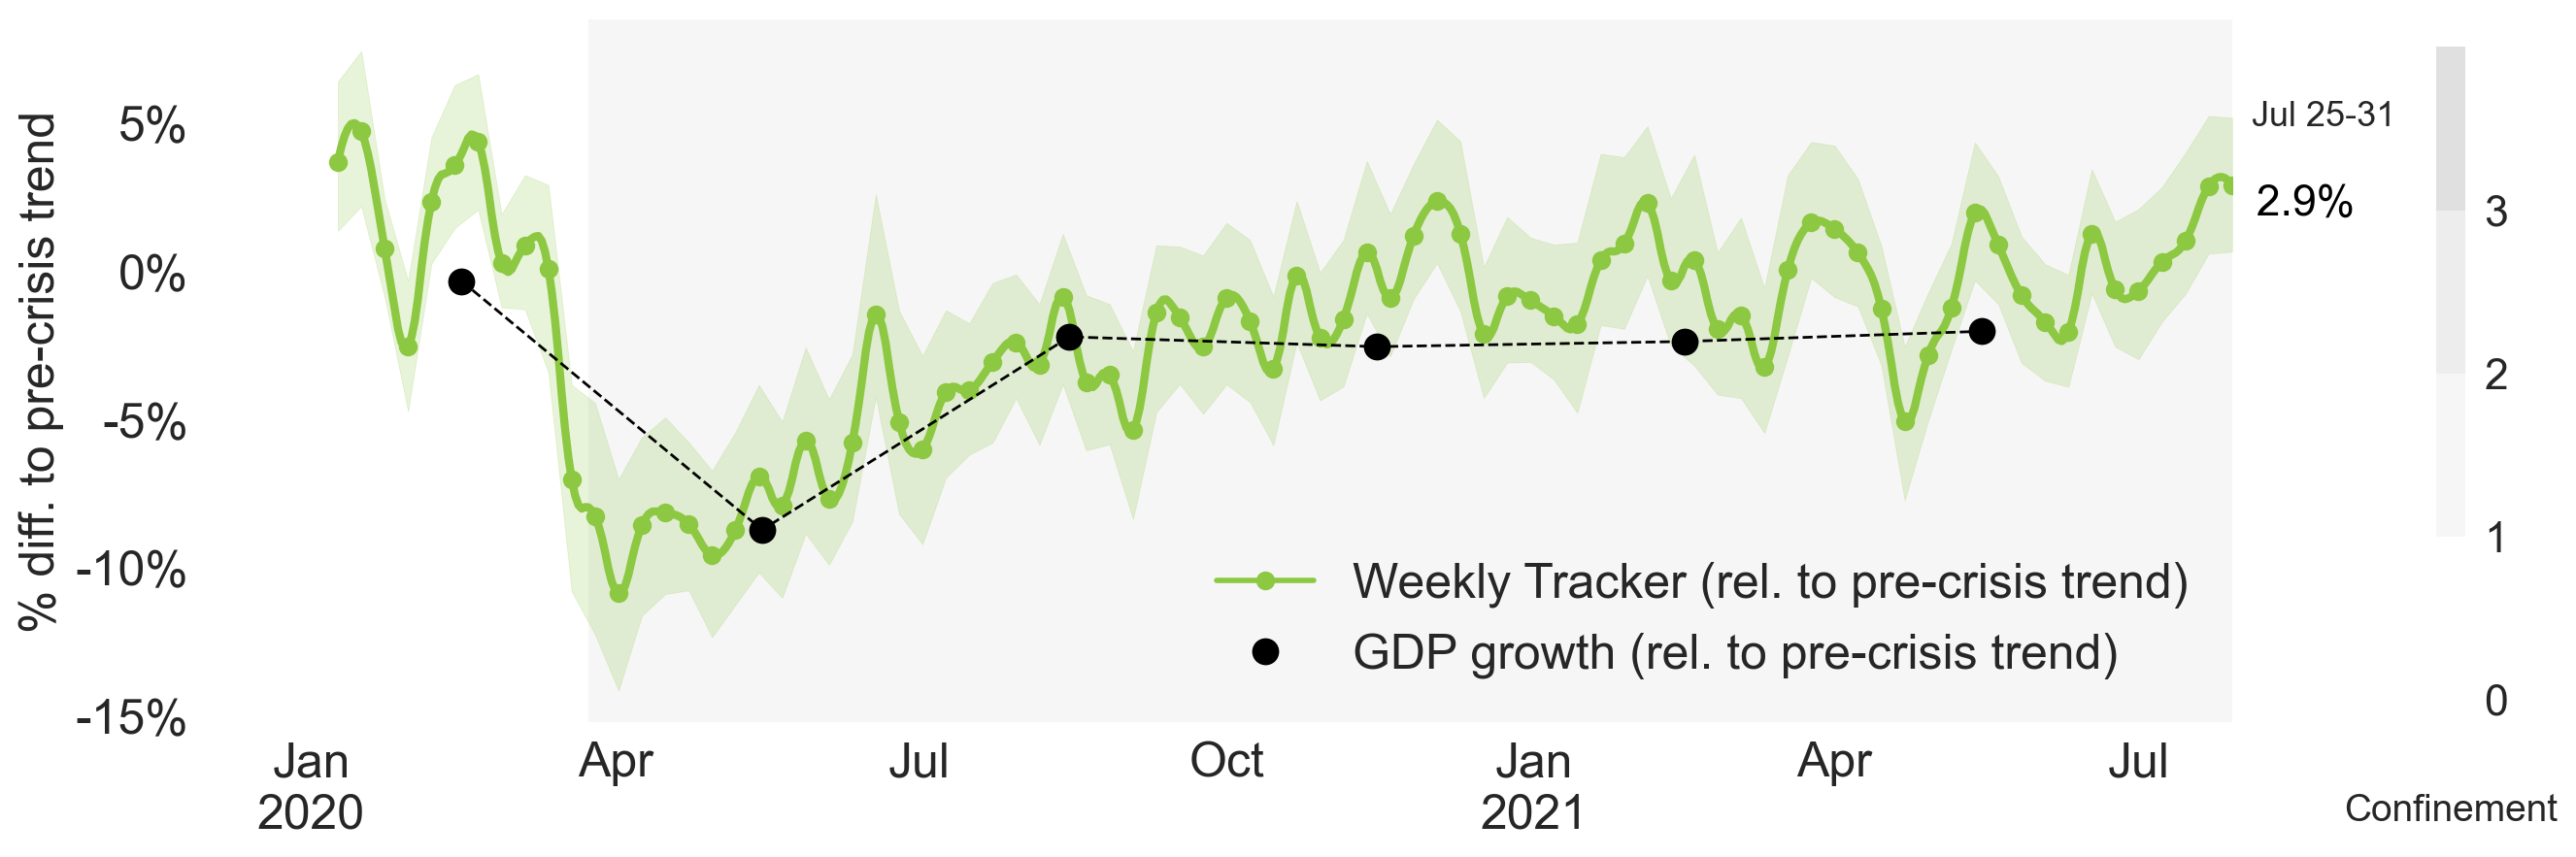 % diff. to pre-crisis trend
5%
0%
-5%
-10%
-15%
Jan
2020
Apr
Jul
Oct
Jan
2021
Apr
Jul
Weekly Tracker (rel. to pre-crisis trend)
GDP growth (rel. to pre-crisis trend)
Jul 25-31
2.9%
3
2
1
0
Confinement